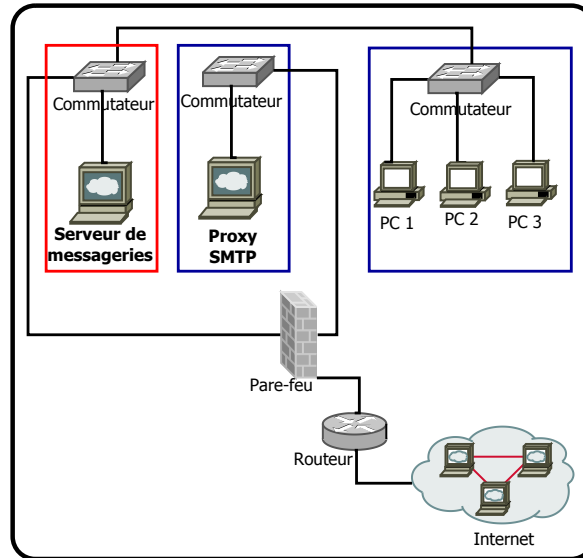 Commutateur
Commutateur
Commutateur
PC 1
PC 2
PC 3
Serveur de
messageries
Proxy
SMTP
Pare-feu
Routeur
Internet